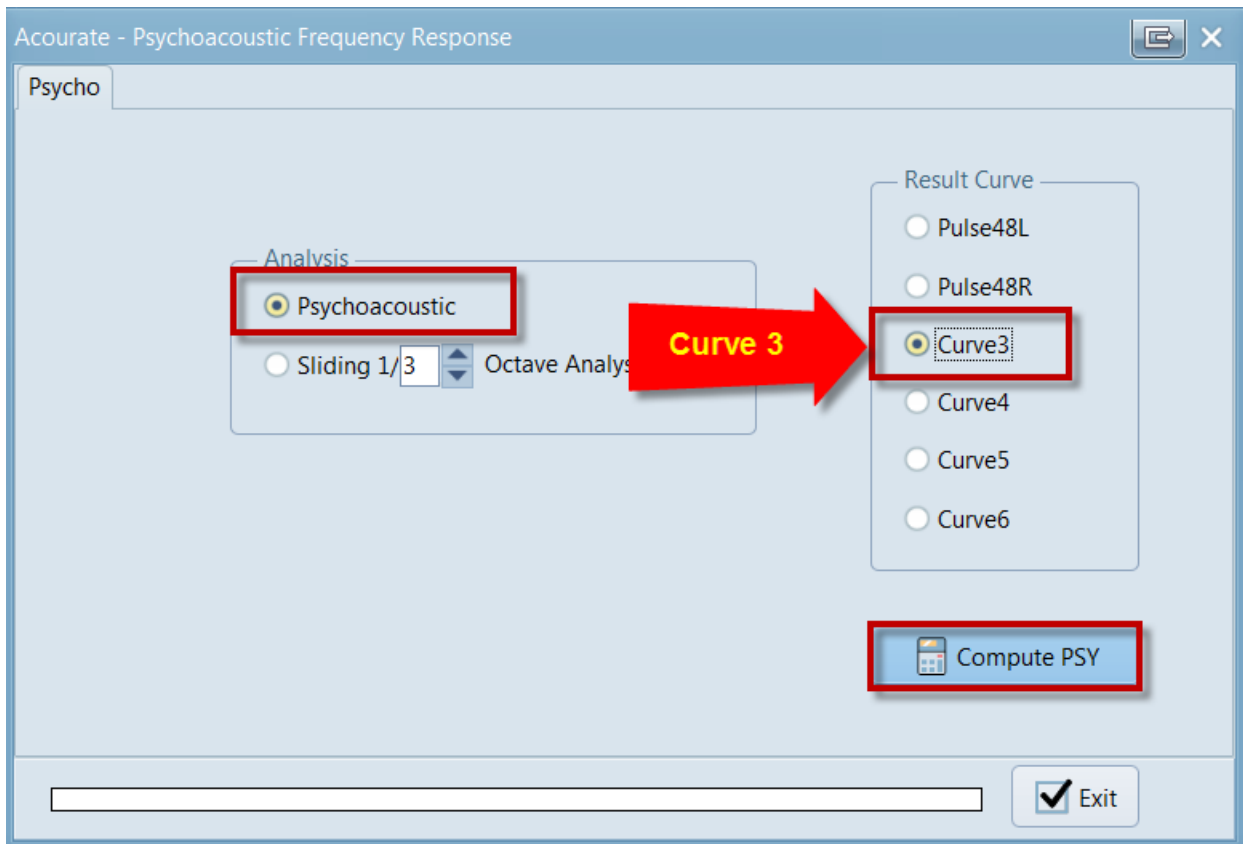 Acourate - Psychoacoustic Frequency Response
Psycho
Analysis
Psychoacoustic
Sliding 1/3 Octave
Result Curve
Pulse48L
Pulse48R
Curve3
Curve4
Curve5
Curve6
Curve 3
Compute PSY
Exit